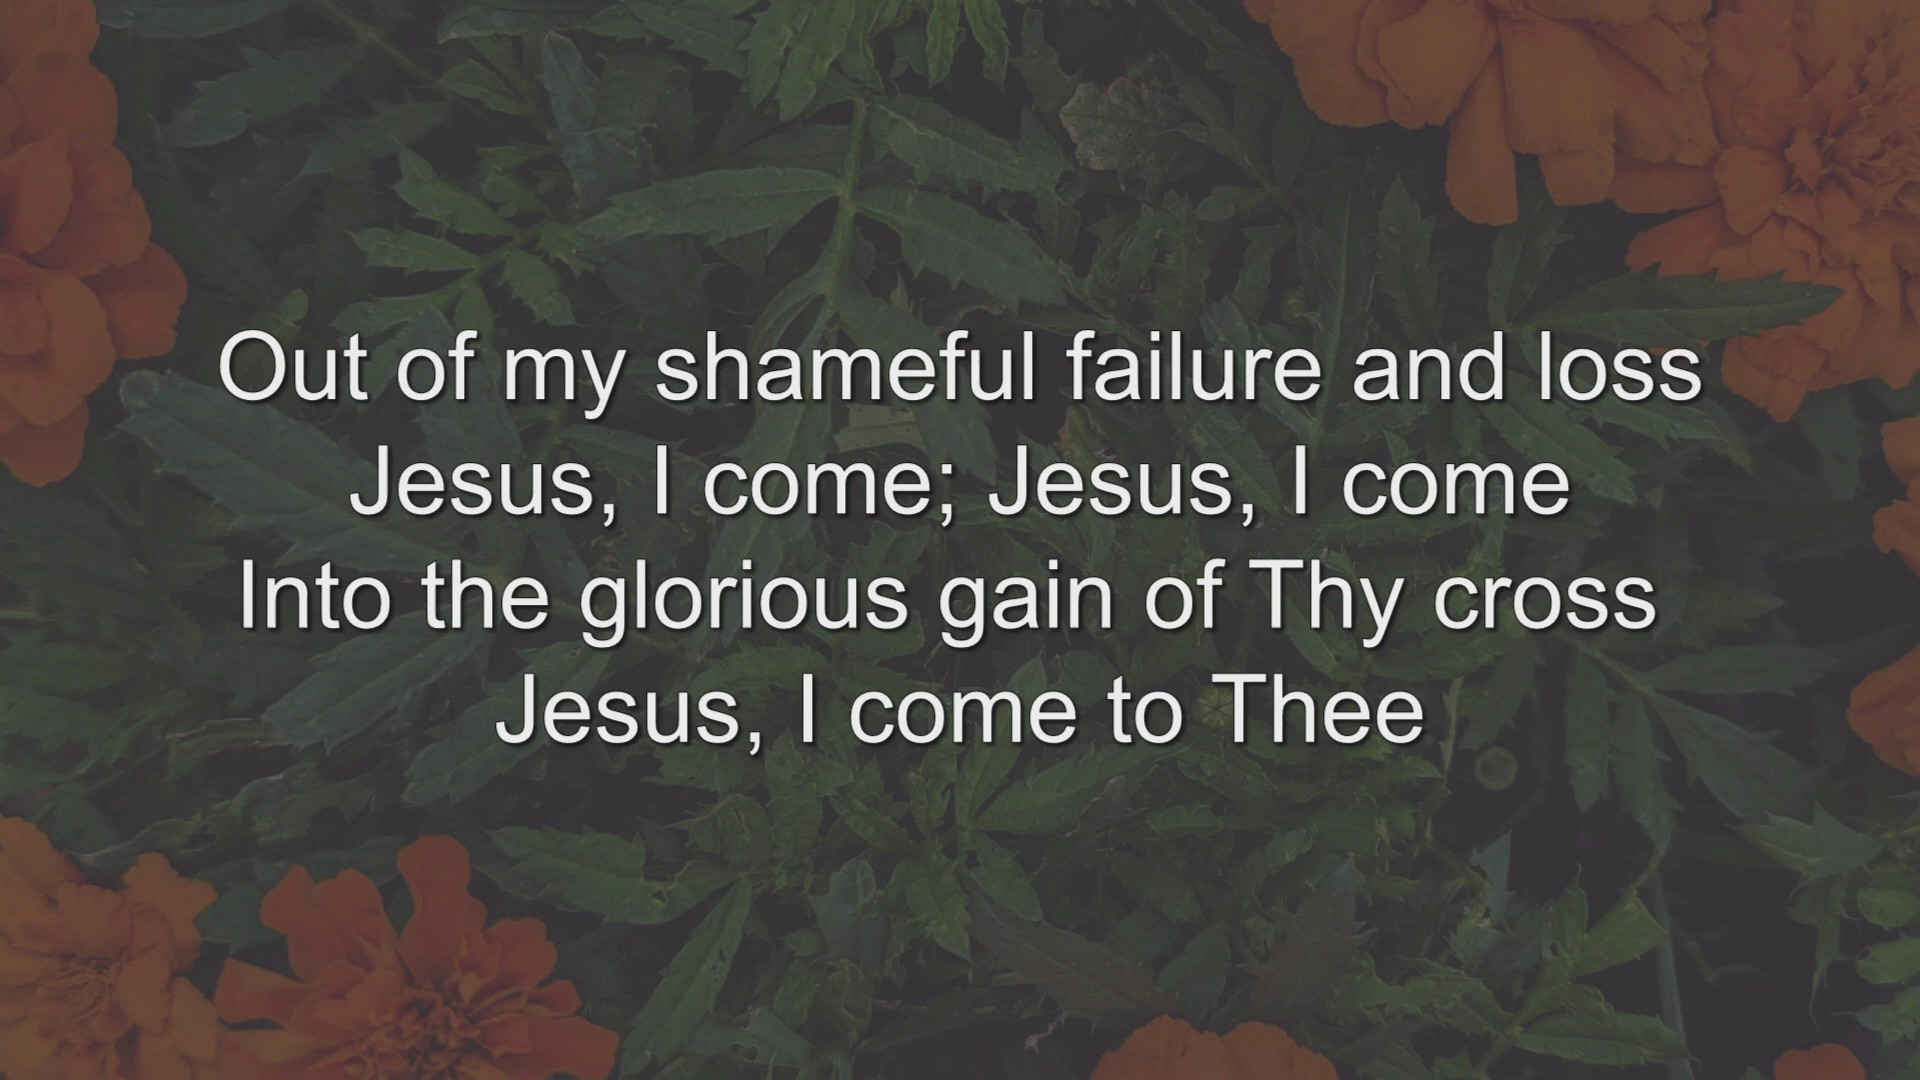 Out of my shameful failure and loss
Jesus, I come; Jesus, I come
Into the glorious gain of Thy cross
Jesus, I come to Thee